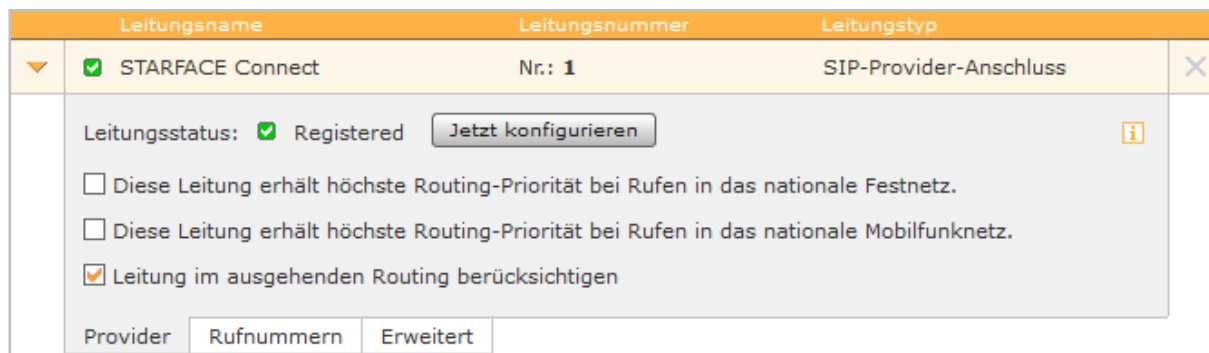 Leitungsname Leitungsnummer Leitungstyp
STARFACE Connect Nr.: 1 SIP-Provider-Anschluss
Leitungsstatus: Registered Jetzt konfigurieren
Diese Leitung erhält höchste Routing-Priorität bei Rufen in das nationale Festnetz.
Diese Leitung erhält höchste Routing-Priorität bei Rufen in das nationale Mobilfunknetz.
Leitung im ausgehenden Routing berücksichtigen
Provider Rufnummern Erweitert